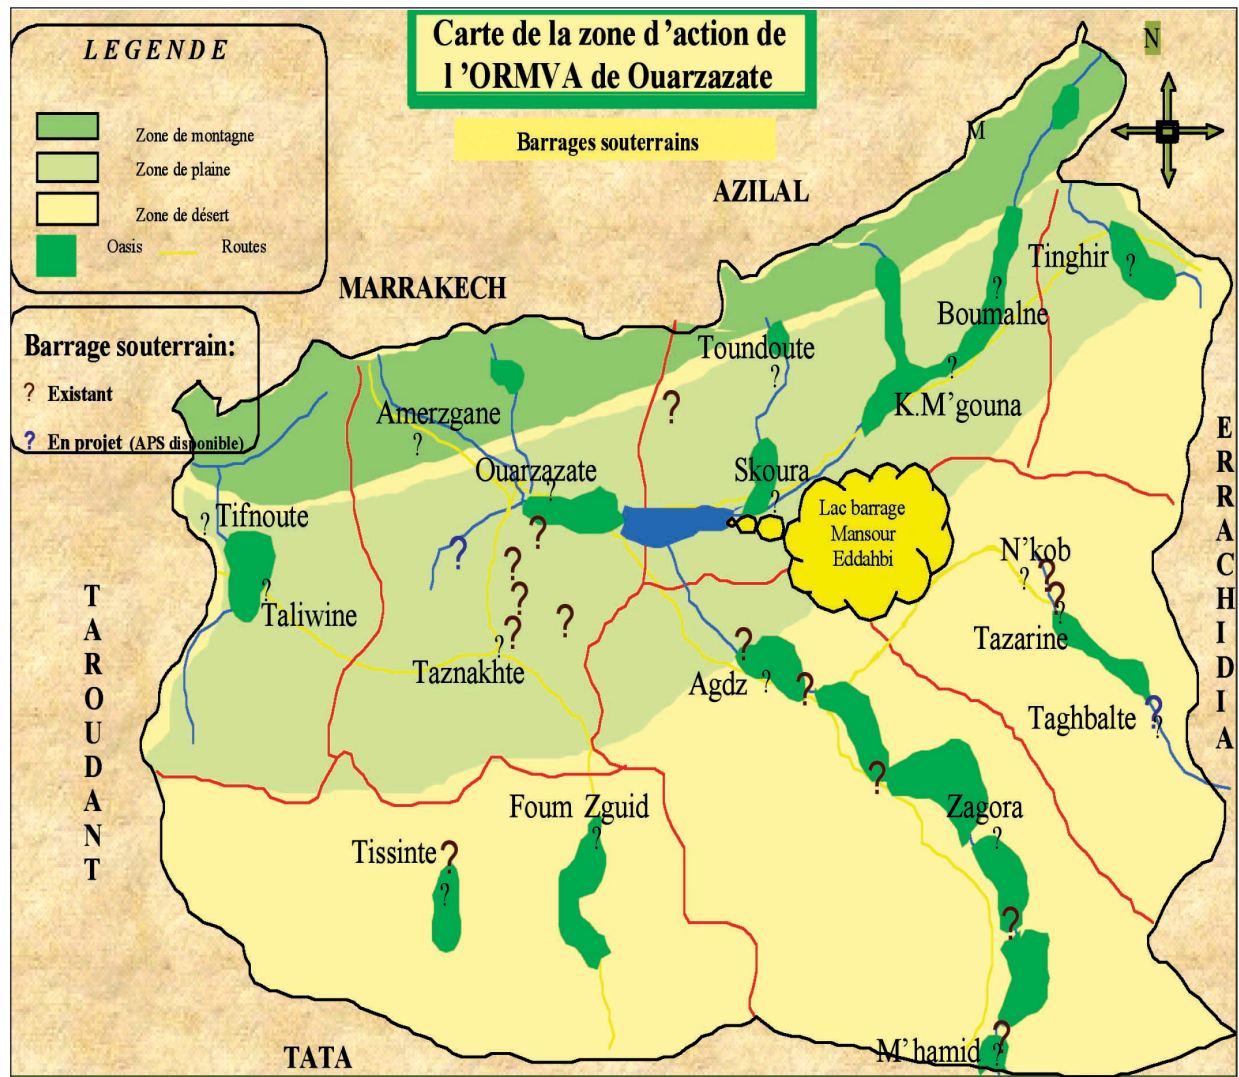 Carte de la zone d ’action de
l ’ORMVA de Ouarzazate
Barrages souterrains
N
LEGENDE
Zone de montagne
Zone de plaine
Zone de désert
Oasis
Routes
Barrage souterrain:
? Existant
? En projet (APS disponible)
M
AZILAL
MARRAKECH
ERRACHIDIA
TAROUDANT
TATA
Tinghir
?
Boumalne
?
Toundoute
?
K.M’gouna
?
?
Amerzgane
?
Ouarzazate
?
Skoura
?
Lac barrage
Mansour
Eddahbi
Tifnoute
?
Taliwine
?
?
?
?
?
?
?
Taznakhte
?
N’kob
?
?
?
Tazarine
?
Taghbalte
?
?
Agdz
?
?
?
?
Zagora
?
?
Foum Zguid
?
Tissinte
?
?
M’hamid
?
?